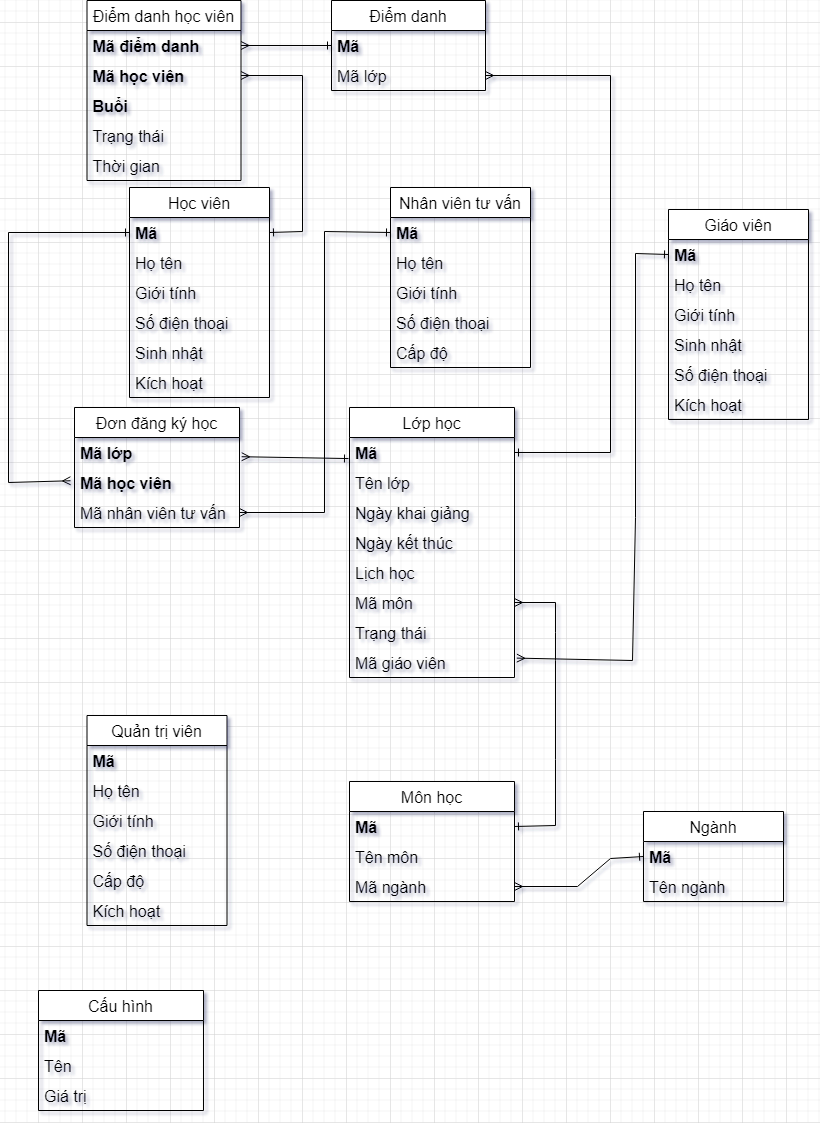 Điểm danh học viên
Mã điểm danh
Mã học viên
Buổi
Trạng thái
Thời gian
Điểm danh
Mã
Mã lớp
Học viên
Mã
Họ tên
Giới tính
Số điện thoại
Sinh nhật
Kích hoạt
Nhân viên tư vấn
Mã
Họ tên
Giới tính
Số điện thoại
Cấp độ
Giáo viên
Mã
Họ tên
Giới tính
Sinh nhật
Số điện thoại
Kích hoạt
Đơn đăng ký học
Mã lớp
Mã học viên
Mã nhân viên tư vấn
Lớp học
Mã
Tên lớp
Ngày khai giảng
Ngày kết thúc
Lịch học
Mã môn
Trạng thái
Mã giáo viên
Quản trị viên
Mã
Họ tên
Giới tính
Số điện thoại
Cấp độ
Kích hoạt
Môn học
Mã
Tên môn
Mã ngành
Ngành
Mã
Tên ngành
Cấu hình
Mã
Tên
Giá trị